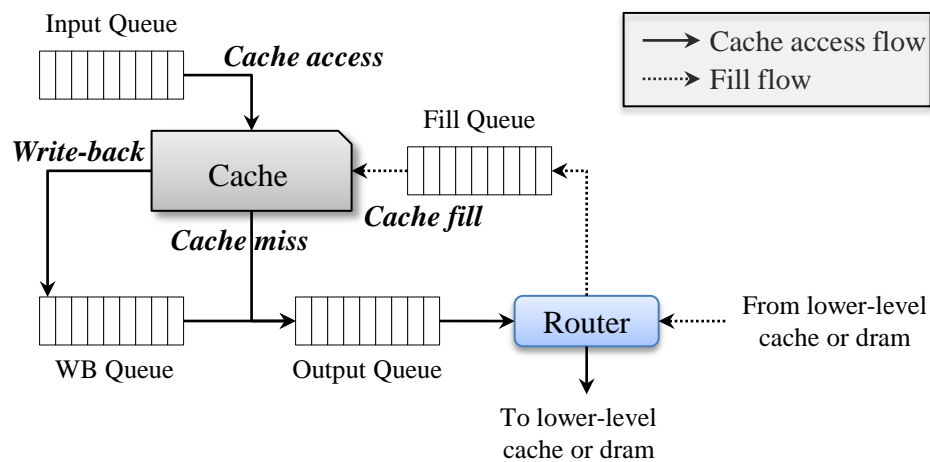 Input Queue
Cache access
Cache access flow
Fill flow
Fill Queue
Write-back
Cache
Cache fill
Cache miss
Router
From lower-level
cache or dram
WB Queue
Output Queue
To lower-level
cache or dram